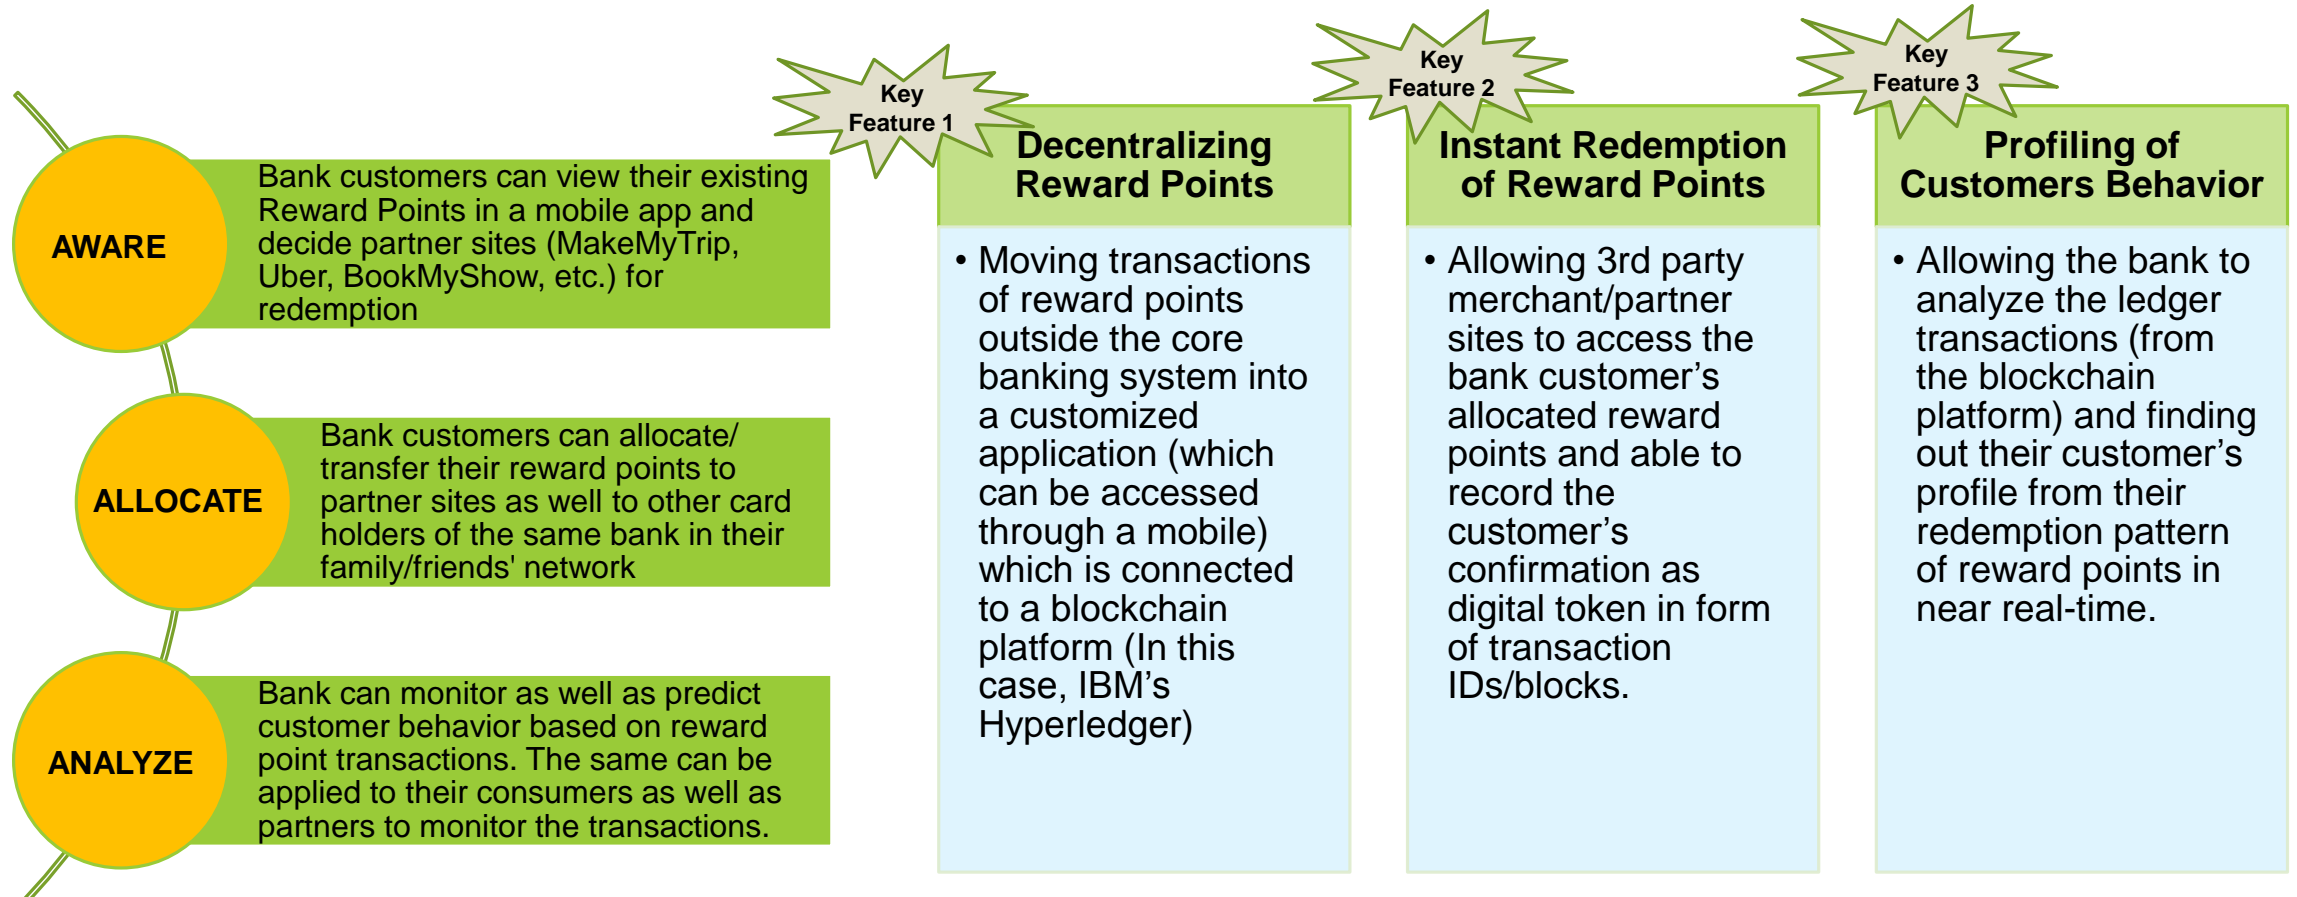 AWARE
Bank customers can view their existing
Reward Points in a mobile app and
decide partner sites (MakeMyTrip,
Uber, BookMyShow, etc.) for
redemption
ALLOCATE
Bank customers can allocate/
transfer their reward points to
partner sites as well to other card
holders of the same bank in their
family/friends' network
ANALYZE
Bank can monitor as well as predict
customer behavior based on reward
point transactions. The same can be
applied to their consumers as well as
partners to monitor the transactions.
Key
Feature 1
Decentralizing
Reward Points
• Moving transactions
of reward points
outside the core
banking system into
a customized
application (which
can be accessed
through a mobile)
which is connected
to a blockchain
platform (In this
case, IBM’s
Hyperledger)
Key
Feature 2
Instant Redemption
of Reward Points
• Allowing 3rd party
merchant/partner
sites to access the
bank customer’s
allocated reward
points and able to
record the
customer’s
confirmation as
digital token in form
of transaction
IDs/blocks.
Key
Feature 3
Profiling of
Customers Behavior
• Allowing the bank to
analyze the ledger
transactions (from
the blockchain
platform) and finding
out their customer’s
profile from their
redemption pattern
of reward points in
near real-time.